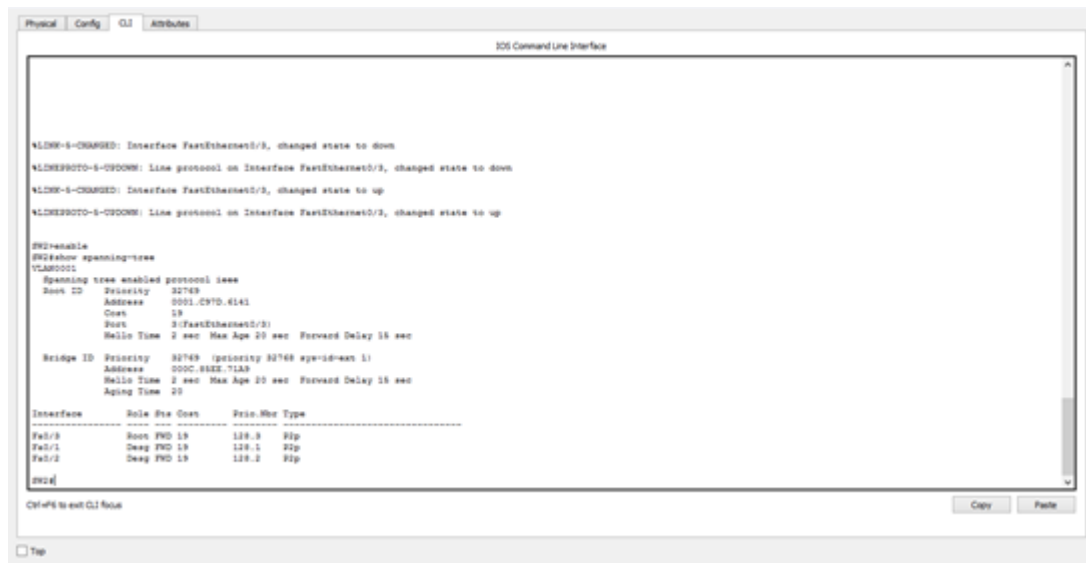 Physical Config CLI Attributes
IOS Command Line Interface
%LINK-5-CHANGED: Interface FastEthernet0/3, changed state to down
%LINEPROTO-5-UPDOWN: Line protocol on Interface FastEthernet0/3, changed state to down
%LINK-5-CHANGED: Interface FastEthernet0/3, changed state to up
%LINEPROTO-5-UPDOWN: Line protocol on Interface FastEthernet0/3, changed state to up
SW2>enable
SW2#show spanning-tree
VLAN0001
Spanning tree enabled protocol ieee
Root ID Priority 32769
Address 0001.C97D.6141
Cost 19
Port 3(FastEthernet0/3)
Hello Time 2 sec Max Age 20 sec Forward Delay 15 sec
Bridge ID Priority 32769 (priority 32768 sys-id-ext 1)
Address 000C.85EE.71A9
Hello Time 2 sec Max Age 20 sec Forward Delay 15 sec
Aging Time 20
Interface Role Sts Cost Prio.Nbr Type
---------------- ---- --- --------- -------- --------------------------------
Fa0/3 Root FWD 19 128.3 P2p
Fa0/1 Desg FWD 19 128.1 P2p
Fa0/2 Desg FWD 19 128.2 P2p
SW2#
Ctrl+F6 to exit CLI focus
Copy Paste
Top